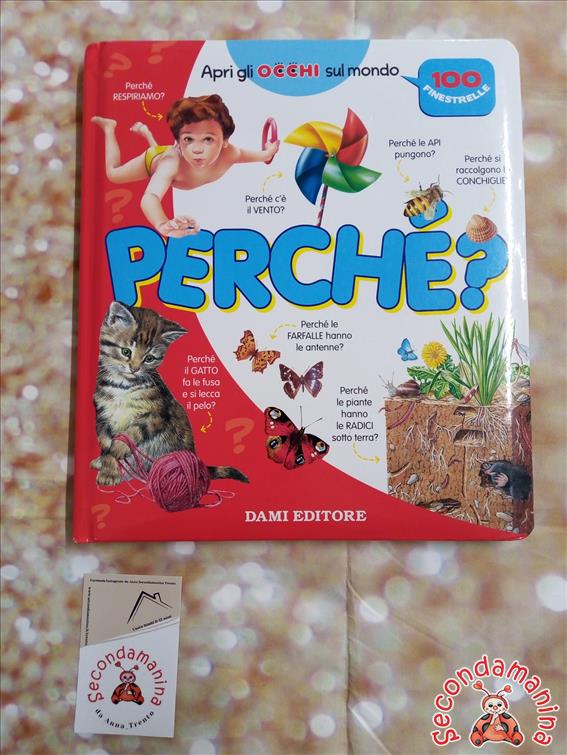 Apri gli OCCHI sul mondo
100
FINESTRELLE
Perché
RESPIRIAMO?
Perché c'è
il VENTO?
Perché le API
pungono?
Perché si
raccolgono le
CONCHIGLIE
PERCHÉ?
Perché le
FARFALLE hanno
le antenne?
Perché
il GATTO
fa le fusa
e si lecca
il pelo?
Perché
le piante
hanno
le RADICI
sotto terra?
DAMI EDITORE
Secondamanina
da Anna_Trento
Secondamanina